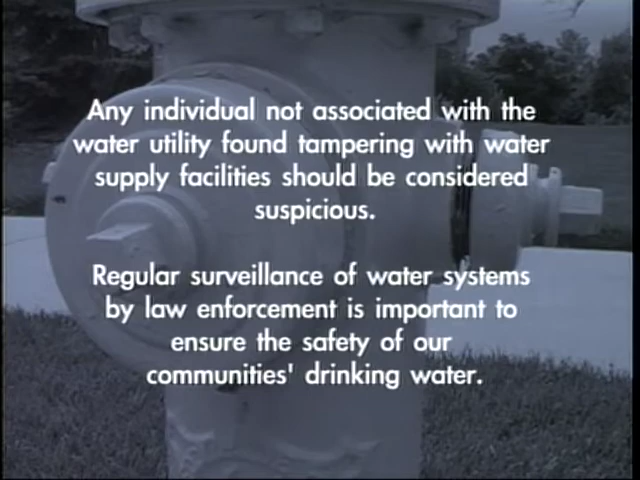 Any individual not associated with the
water utility found tampering with water
supply facilities should be considered
suspicious.
Regular surveillance of water systems
by law enforcement is important to
ensure the safety of our
communities' drinking water.